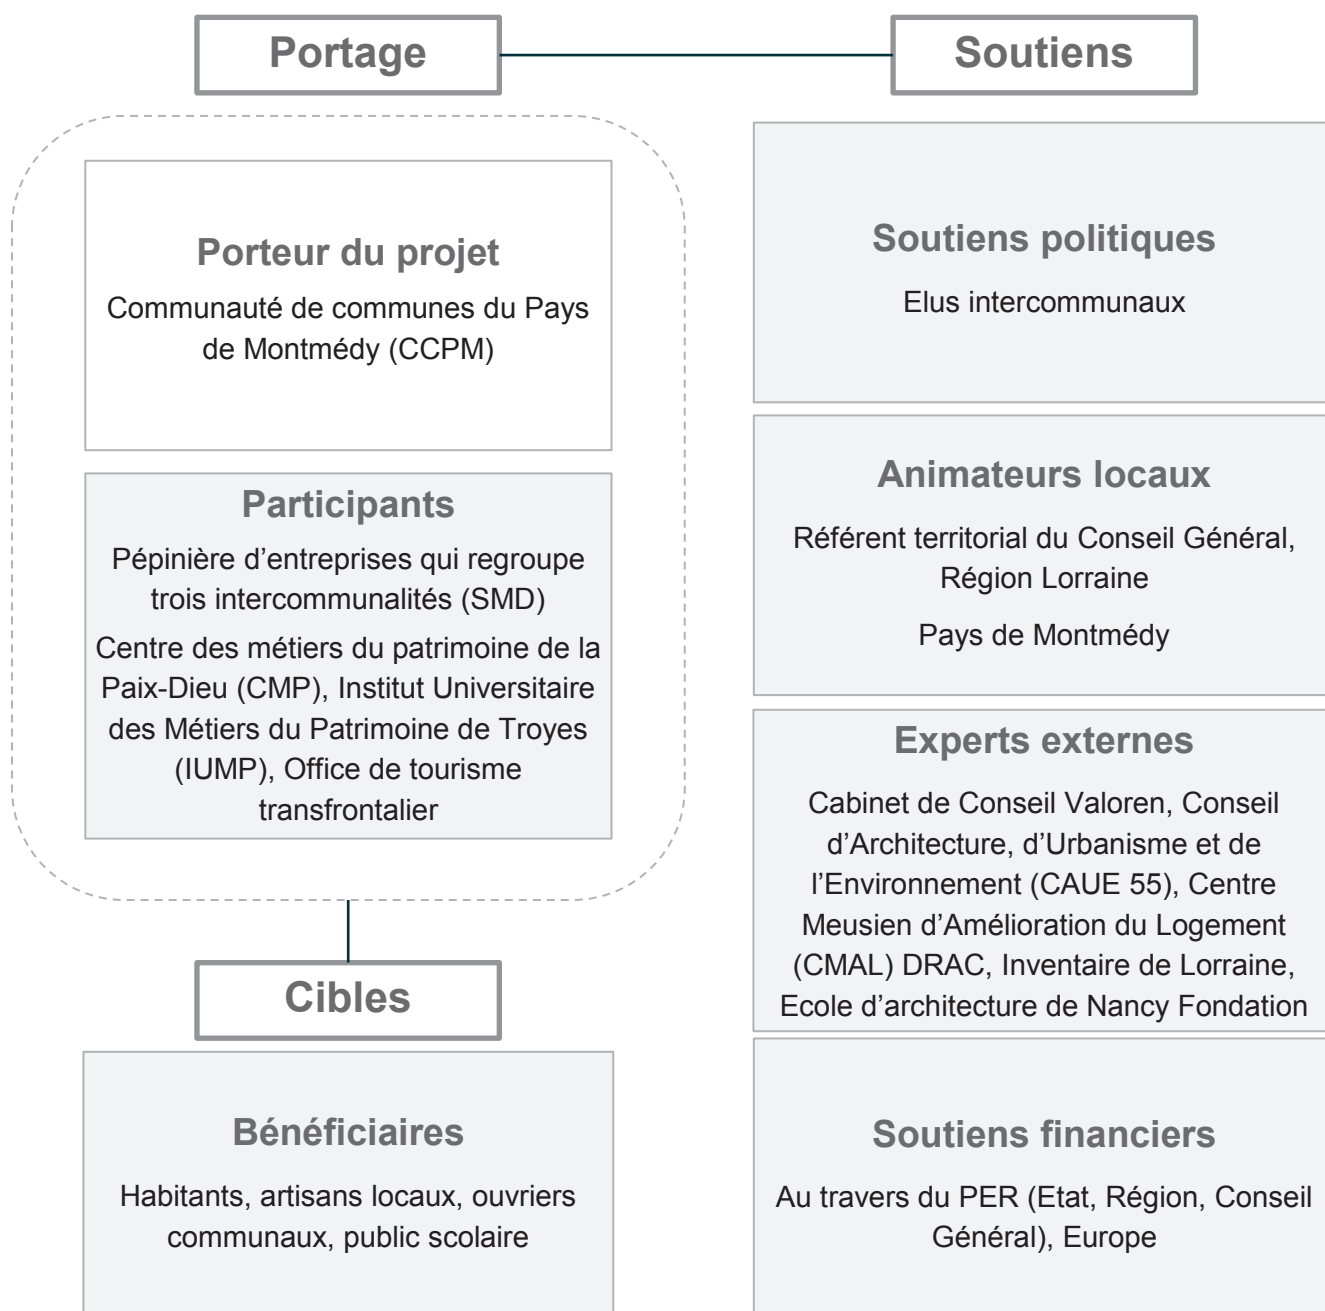 Portage
Soutiens
Porteur du projet
Communauté de communes du Pays
de Montmédy (CCPM)
Participants
Pépinière d’entreprises qui regroupe
trois intercommunalités (SMD)
Centre des métiers du patrimoine de la
Paix-Dieu (CMP), Institut Universitaire
des Métiers du Patrimoine de Troyes
(IUMP), Office de tourisme
transfrontalier
Cibles
Bénéficiaires
Habitants, artisans locaux, ouvriers
communaux, public scolaire
Soutiens politiques
Elus intercommunaux
Animateurs locaux
Référent territorial du Conseil Général,
Région Lorraine
Pays de Montmédy
Experts externes
Cabinet de Conseil Valoren, Conseil
d’Architecture, d’Urbanisme et de
l’Environnement (CAUE 55), Centre
Meusien d’Amélioration du Logement
(CMAL) DRAC, Inventaire de Lorraine,
Ecole d’architecture de Nancy Fondation
Soutiens financiers
Au travers du PER (Etat, Région, Conseil
Général), Europe